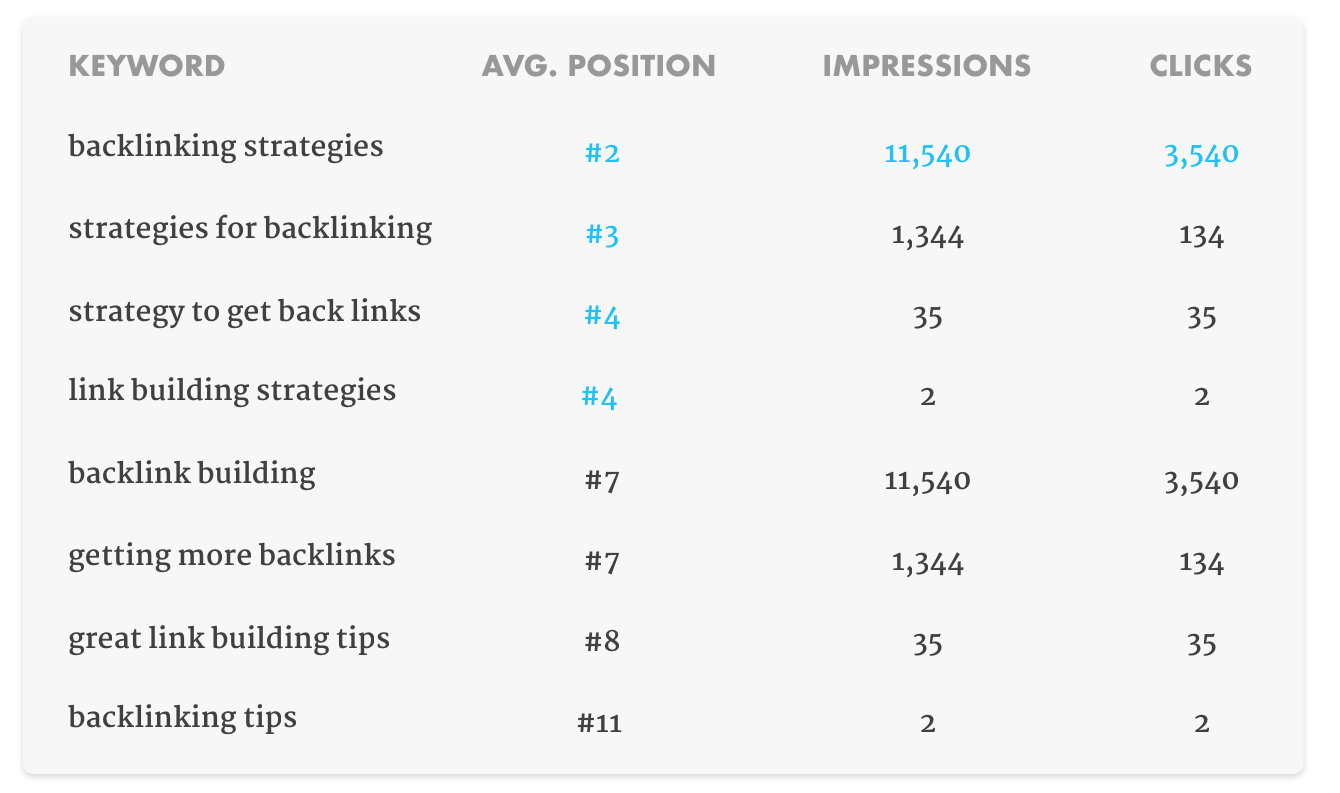 KEYWORD AVG. POSITION IMPRESSIONS CLICKS
backlinking strategies #2 11,540 3,540
strategies for backlinking #3 1,344 134
strategy to get back links #4 35 35
link building strategies #4 2 2
backlink building #7 11,540 3,540
getting more backlinks #7 1,344 134
great link building tips #8 35 35
backlinking tips #11 2 2